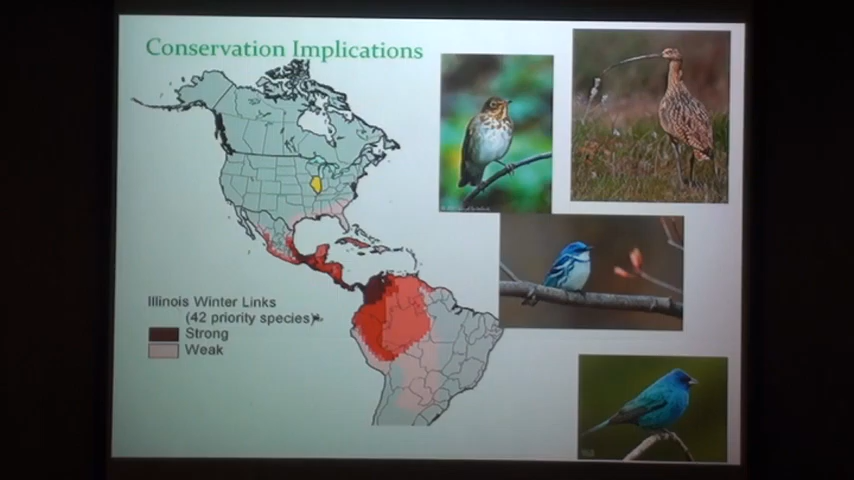 Conservation Implications
Illinois Winter Links
(42 priority species)
Strong
Weak